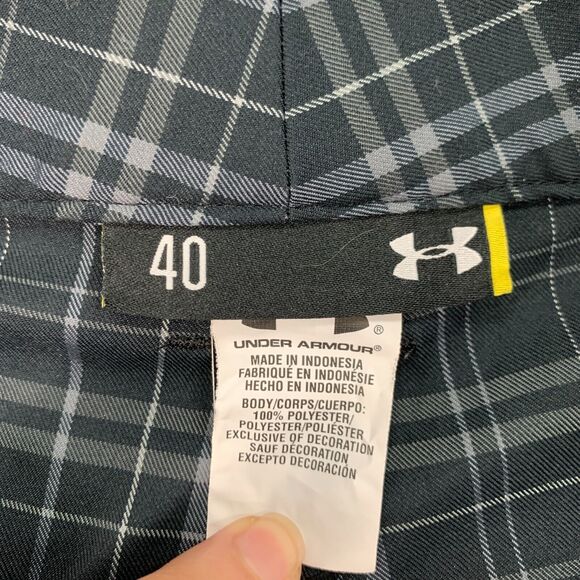 40
®
UNDER ARMOUR®
MADE IN INDONESIA
FABRIQUÉ EN INDONÉSIE
HECHO EN INDONESIA
BODY/CORPS/CUERPO:
100% POLYESTER/
POLYESTER/POLIÉSTER
EXCLUSIVE OF DECORATION
SAUF DÉCORATION
EXCEPTO DECORACIÓN